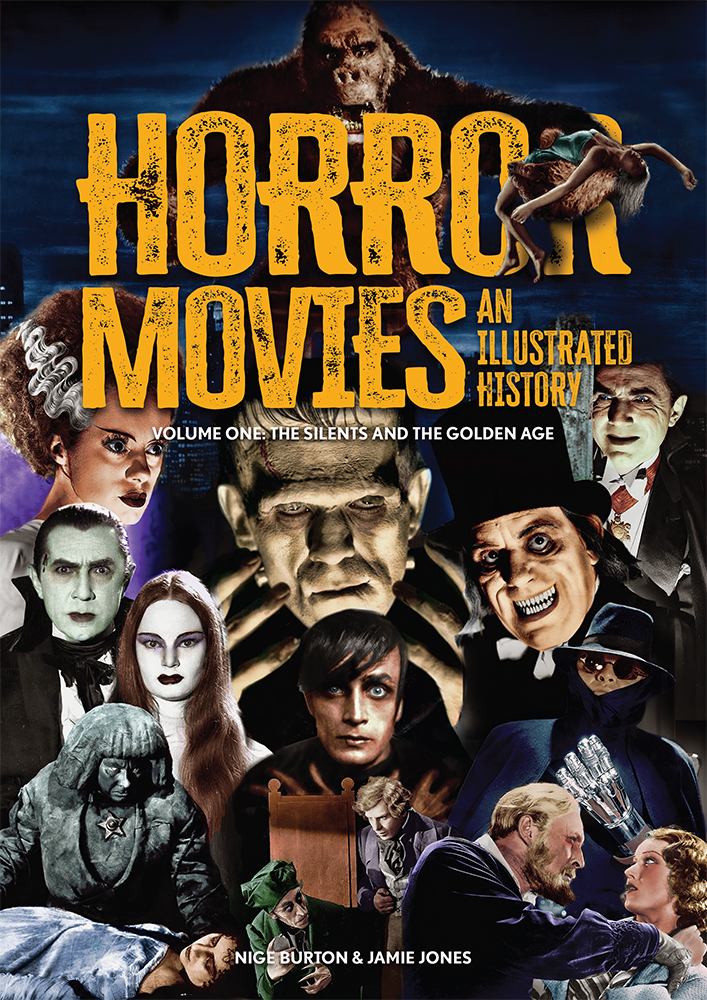 HORROR
MOVIES
AN
ILLUSTRATED
HISTORY
VOLUME ONE: THE SILENTS AND THE GOLDEN AGE
NIGE BURTON & JAMIE JONES